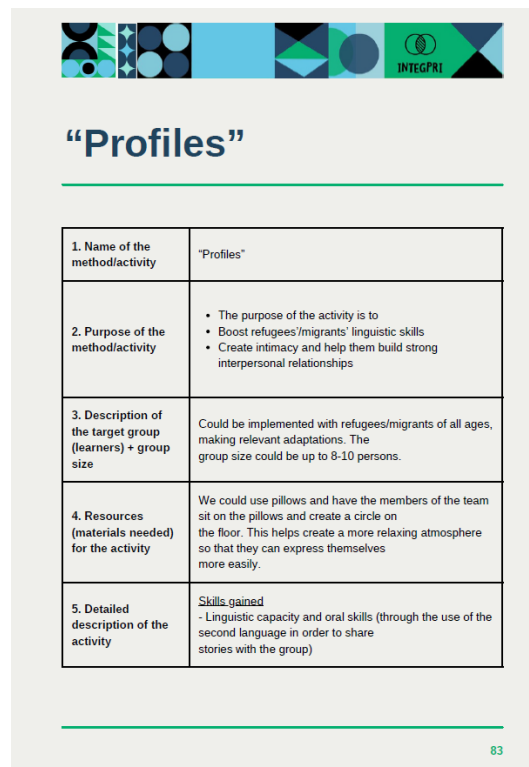 INTEGPRI
“Profiles”
1. Name of the
method/activity
“Profiles”
2. Purpose of the
method/activity
• The purpose of the activity is to
• Boost refugees’/migrants’ linguistic skills
• Create intimacy and help them build strong
interpersonal relationships
3. Description of
the target group
(learners) + group
size
Could be implemented with refugees/migrants of all ages,
making relevant adaptations. The
group size could be up to 8-10 persons.
4. Resources
(materials needed)
for the activity
We could use pillows and have the members of the team
sit on the pillows and create a circle on
the floor. This helps create a more relaxing atmosphere
so that they can express themselves
more easily.
5. Detailed
description of the
activity
Skills gained
- Linguistic capacity and oral skills (through the use of the
second language in order to share
stories with the group)
83